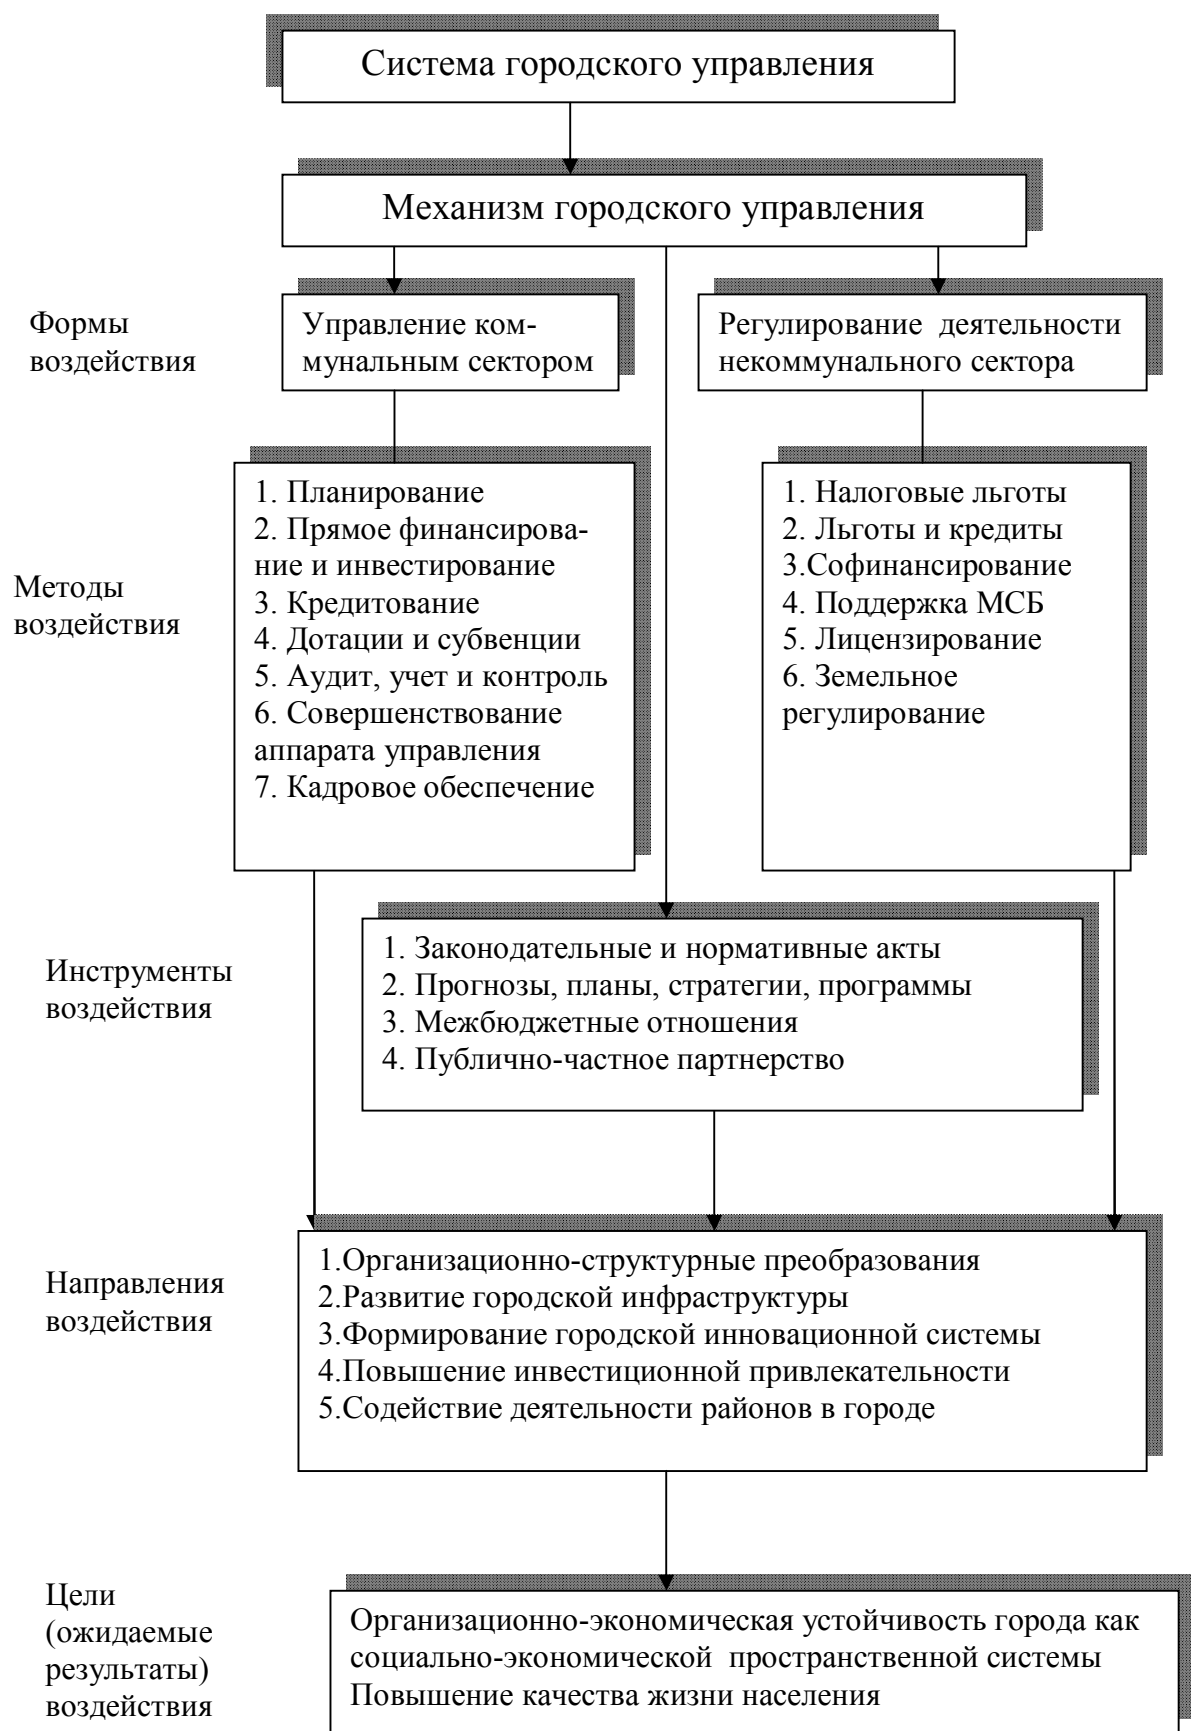 Система городского управления
Механизм городского управления
Формы
воздействия
Управление ком-
мунальным сектором
Регулирование деятельности
некоммунального сектора
Методы
воздействия
1. Планирование
2. Прямое финансирова-
ние и инвестирование
3. Кредитование
4. Дотации и субвенции
5. Аудит, учет и контроль
6. Совершенствование
аппарата управления
7. Кадровое обеспечение
1. Налоговые льготы
2. Льготы и кредиты
3.Софинансирование
4. Поддержка МСБ
5. Лицензирование
6. Земельное
регулирование
Инструменты
воздействия
1. Законодательные и нормативные акты
2. Прогнозы, планы, стратегии, программы
3. Межбюджетные отношения
4. Публично-частное партнерство
Направления
воздействия
1.Организационно-структурные преобразования
2.Развитие городской инфраструктуры
3.Формирование городской инновационной системы
4.Повышение инвестиционной привлекательности
5.Содействие деятельности районов в городе
Цели
(ожидаемые
результаты)
воздействия
Организационно-экономическая устойчивость города как
социально-экономической пространственной системы
Повышение качества жизни населения